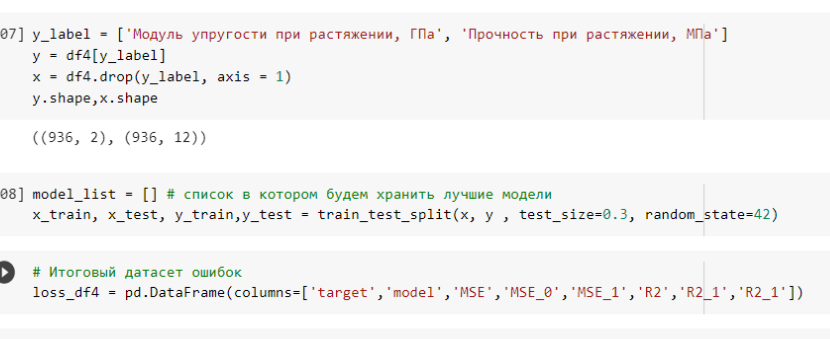 07] y_label = ['Модуль упругости при растяжении, ГПа', 'Прочность при растяжении, МПа']
y = df4[y_label]
x = df4.drop(y_label, axis = 1)
y.shape,x.shape
((936, 2), (936, 12))
08] model_list = [] # список в котором будем хранить лучшие модели
x_train, x_test, y_train,y_test = train_test_split(x, y , test_size=0.3, random_state=42)
# Итоговый датасет ошибок
loss_df4 = pd.DataFrame(columns=['target','model','MSE','MSE_0','MSE_1','R2','R2_1','R2_1'])